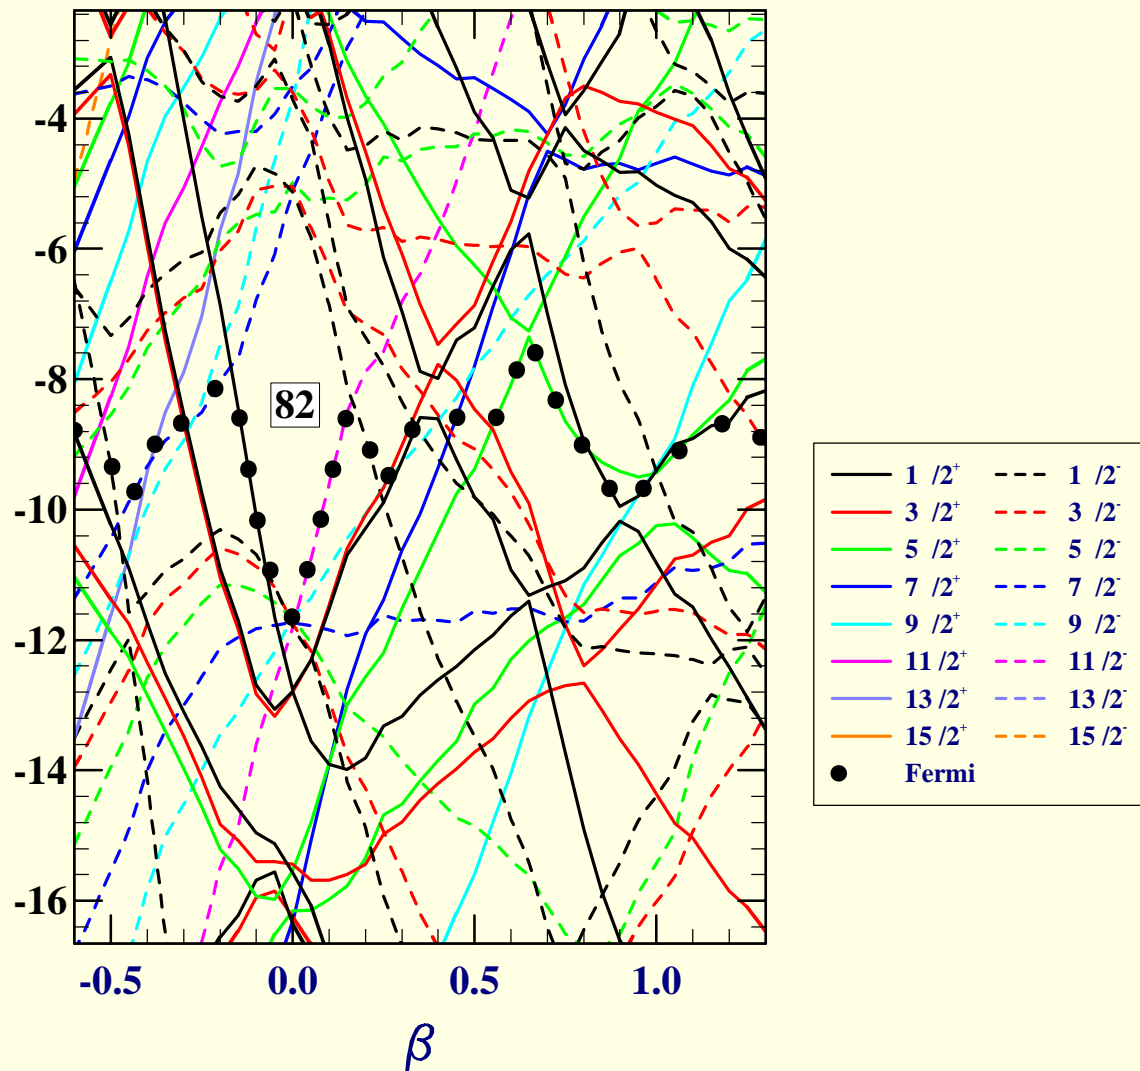 -4
-6
-8
-10
-12
-14
-16
82
-0.5 0.0 0.5 1.0
β
1 /2⁺ 1 /2⁻
3 /2⁺ 3 /2⁻
5 /2⁺ 5 /2⁻
7 /2⁺ 7 /2⁻
9 /2⁺ 9 /2⁻
11 /2⁺ 11 /2⁻
13 /2⁺ 13 /2⁻
15 /2⁺ 15 /2⁻
Fermi